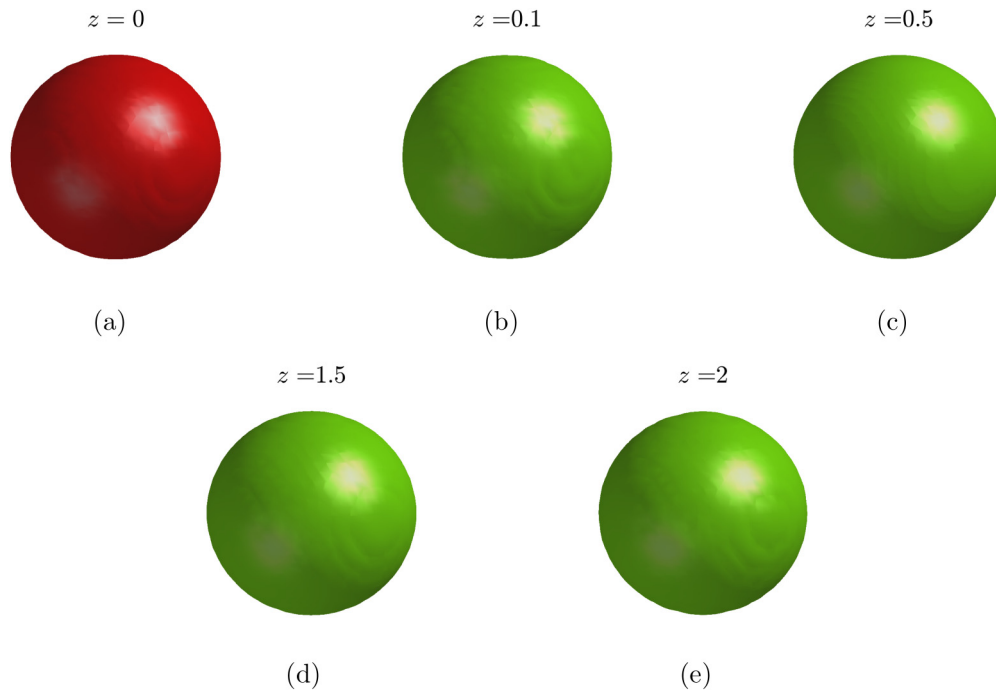 z = 0
z =0.1
z =0.5
(a)
(b)
(c)
z =1.5
z =2
(d)
(e)